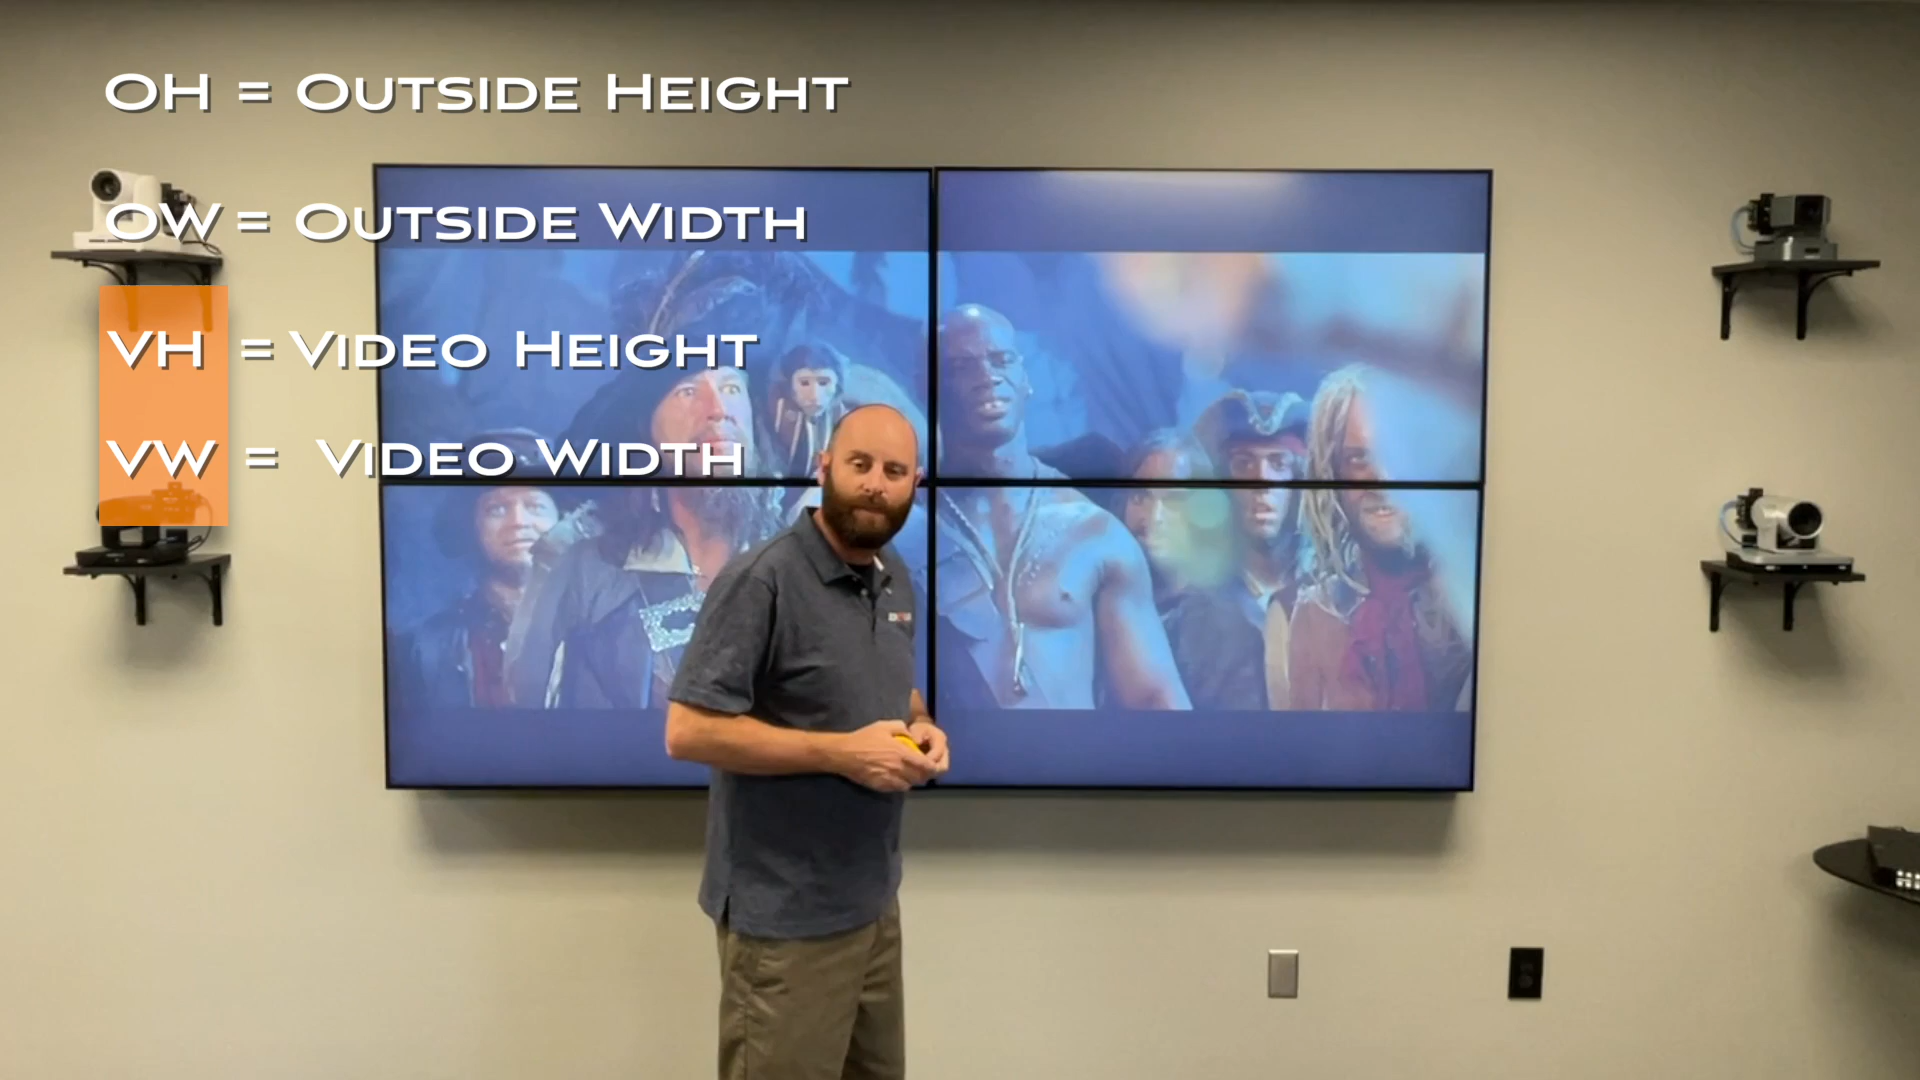 OH = Outside Height
OW = Outside Width
VH = Video Height
VW = Video Width